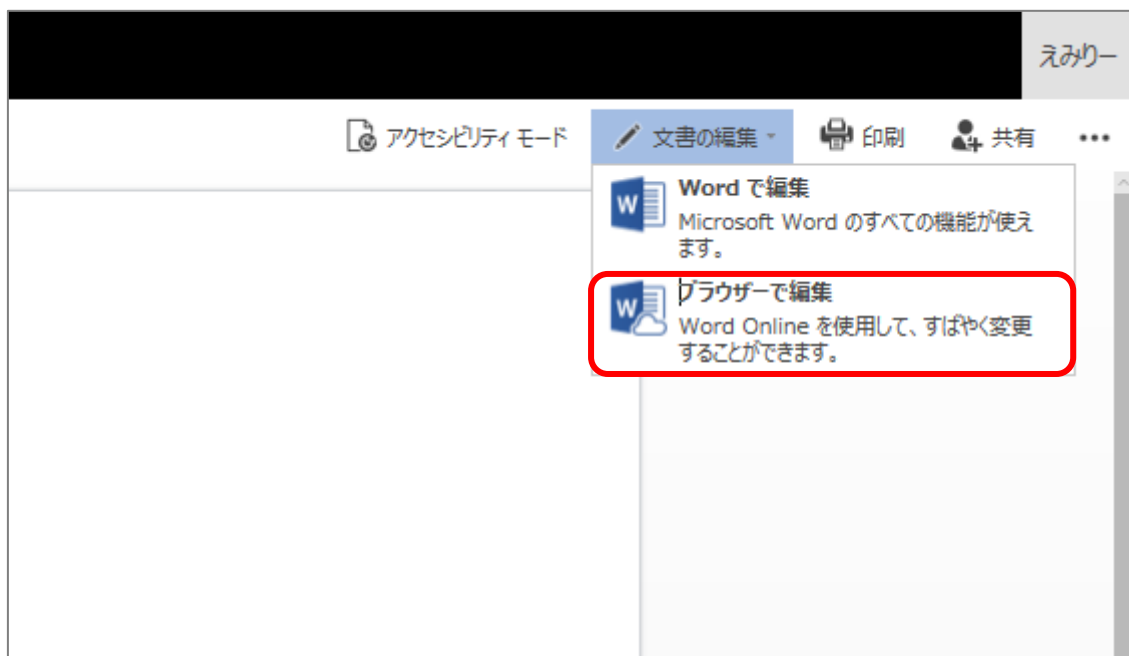 えみりー
アクセシビリティ モード 文書の編集 印刷 共有 •••
Word で編集
Microsoft Word のすべての機能が使え
ます。
ブラウザーで編集
Word Online を使用して、すばやく変更
することができます。